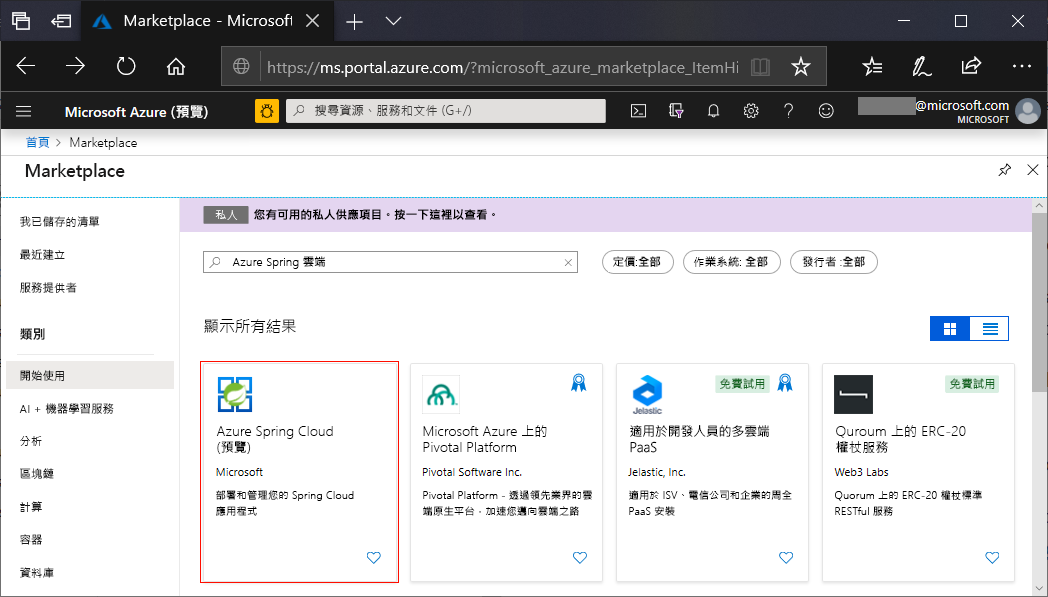 Marketplace - Microsoft
https://ms.portal.azure.com/?microsoft_azure_marketplace_ItemHi
Microsoft Azure (預覽)
搜尋資源、服務和文件 (G+/)
@microsoft.com
MICROSOFT
首頁 > Marketplace
Marketplace
我已儲存的清單
最近建立
服務提供者
類別
開始使用
AI + 機器學習服務
分析
區塊鏈
計算
容器
資料庫
私人 您有可用的私人供應項目。按一下這裡以查看。
Azure Spring 雲端
定價:全部
作業系統: 全部
發行者 :全部
顯示所有結果
Azure Spring Cloud
(預覽)
Microsoft
部署和管理您的 Spring Cloud
應用程式
Microsoft Azure 上的
Pivotal Platform
Pivotal Software Inc.
Pivotal Platform - 透過領先業界的雲
端原生平台，加速您邁向雲端之路
免費試用
Jelastic
適用於開發人員的多雲端
PaaS
Jelastic, Inc.
適用於 ISV、電信公司和企業的周全
PaaS 安裝
免費試用
Quroum 上的 ERC-20
權杖服務
Web3 Labs
Quorum 上的 ERC-20 權杖標準
RESTful 服務